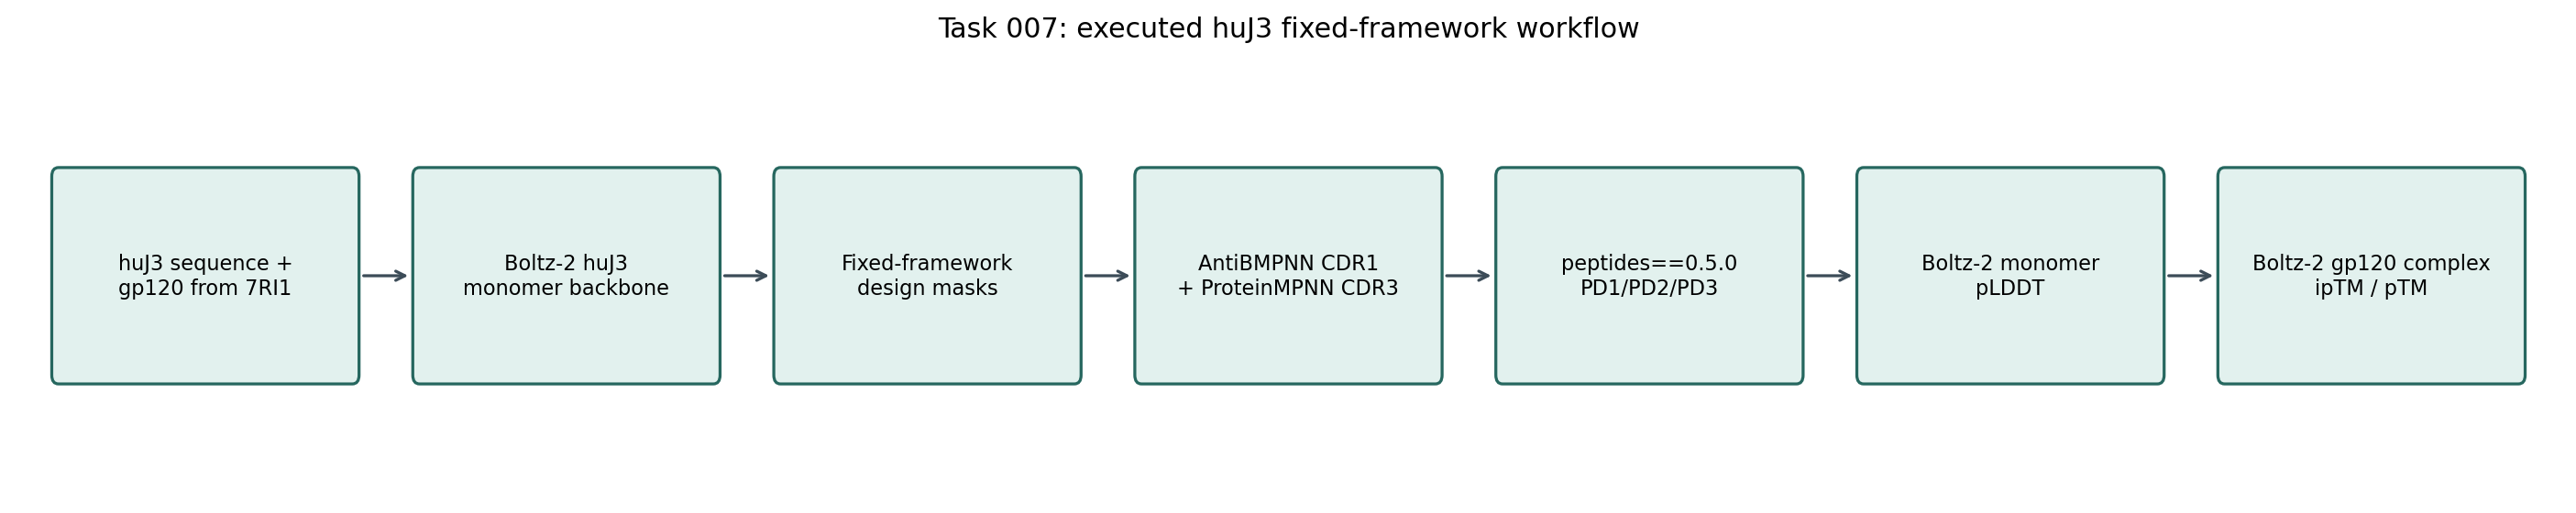 Task 007: executed huJ3 fixed-framework workflow
huJ3 sequence +
gp120 from 7RI1
Boltz-2 huJ3
monomer backbone
Fixed-framework
design masks
AntiBMPNN CDR1
+ ProteinMPNN CDR3
peptides==0.5.0
PD1/PD2/PD3
Boltz-2 monomer
pLDDT
Boltz-2 gp120 complex
ipTM / pTM